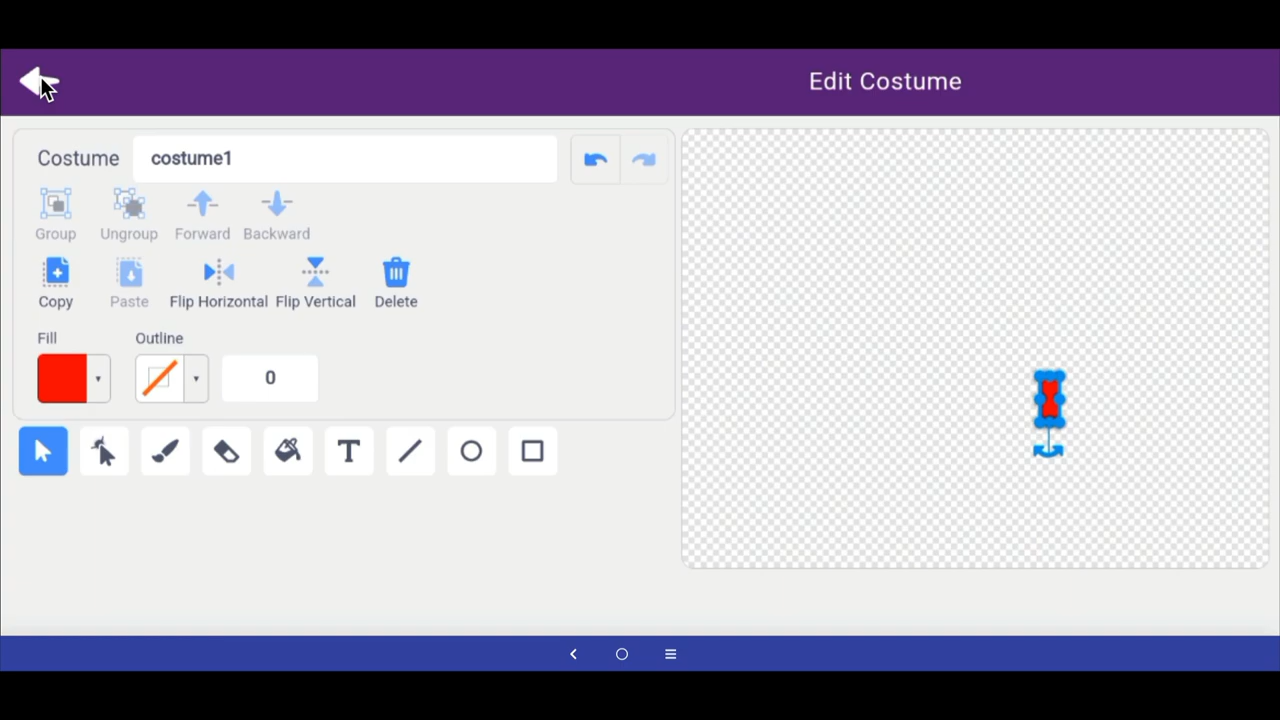 Edit Costume
Costume costume1
Group Ungroup Forward Backward
Copy Paste Flip Horizontal Flip Vertical Delete
Fill Outline
0
T